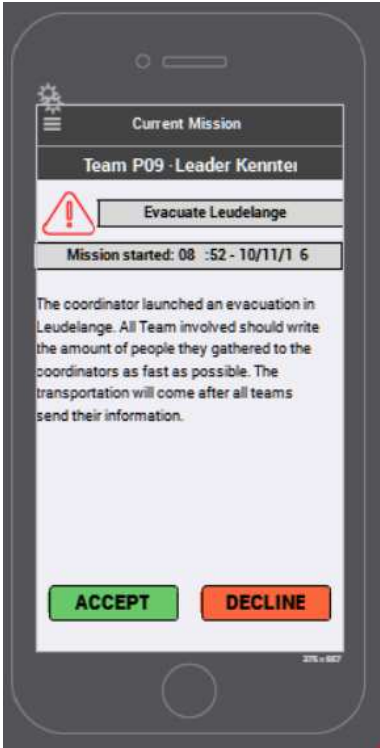 Current Mission
Team P09 - Leader Kennter
Evacuate Leudelange
Mission started: 08 :52 - 10/11/1 6
The coordinator launched an evacuation in
Leudelange. All Team involved should write
the amount of people they gathered to the
coordinators as fast as possible. The
transportation will come after all teams
send their information.
ACCEPT DECLINE